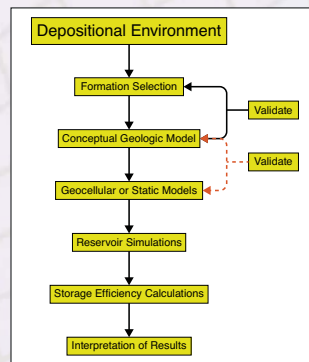 Depositional Environment
Formation Selection
Validate
Conceptual Geologic Model
Validate
Geocellular or Static Models
Reservoir Simulations
Storage Efficiency Calculations
Interpretation of Results